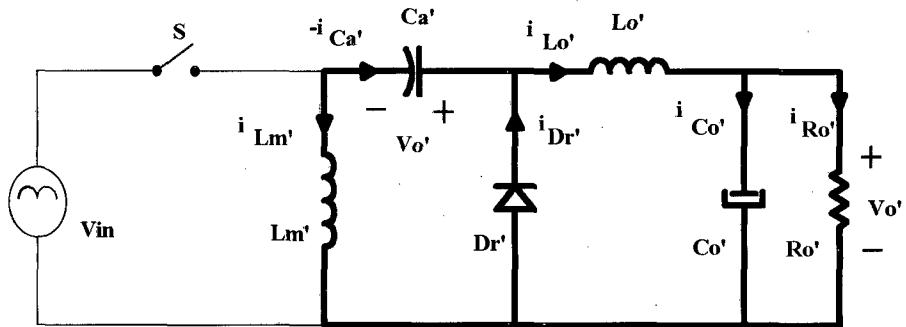 S
-i Ca'
Ca'
i Lo'
Lo'
− +
Vo'
i Lm'
i Dr'
i Co'
i Ro'
+
Vin
Lm'
Dr'
Co'
Ro'
Vo'
−